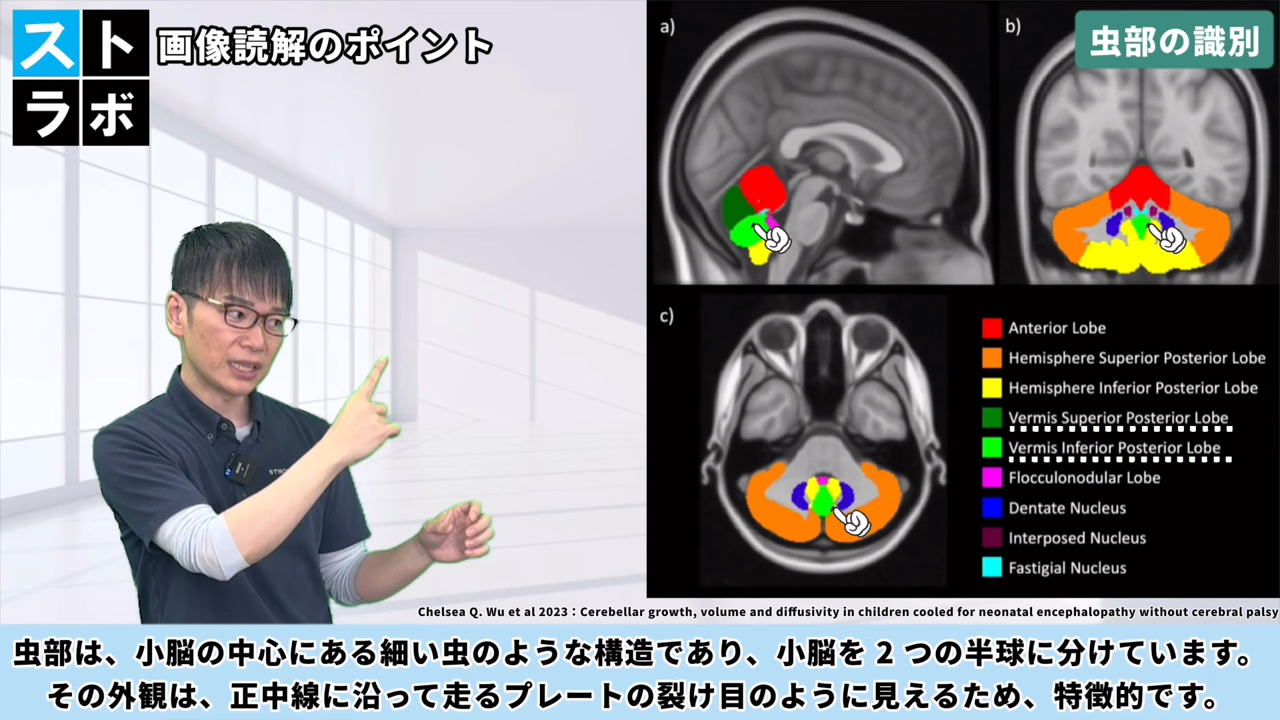 スト
ラボ
画像読解のポイント
a)
b)
虫部の識別
c)
Anterior Lobe
Hemisphere Superior Posterior Lobe
Hemisphere Inferior Posterior Lobe
Vermis Superior Posterior Lobe
Vermis Inferior Posterior Lobe
Flocculonodular Lobe
Dentate Nucleus
Interposed Nucleus
Fastigial Nucleus
Chelsea Q. Wu et al 2023：Cerebellar growth, volume and diffusivity in children cooled for neonatal encephalopathy without cerebral palsy
虫部は、小脳の中心にある細い虫のような構造であり、小脳を２つの半球に分けています。
その外観は、正中線に沿って走るプレートの裂け目のように見えるため、特徴的です。